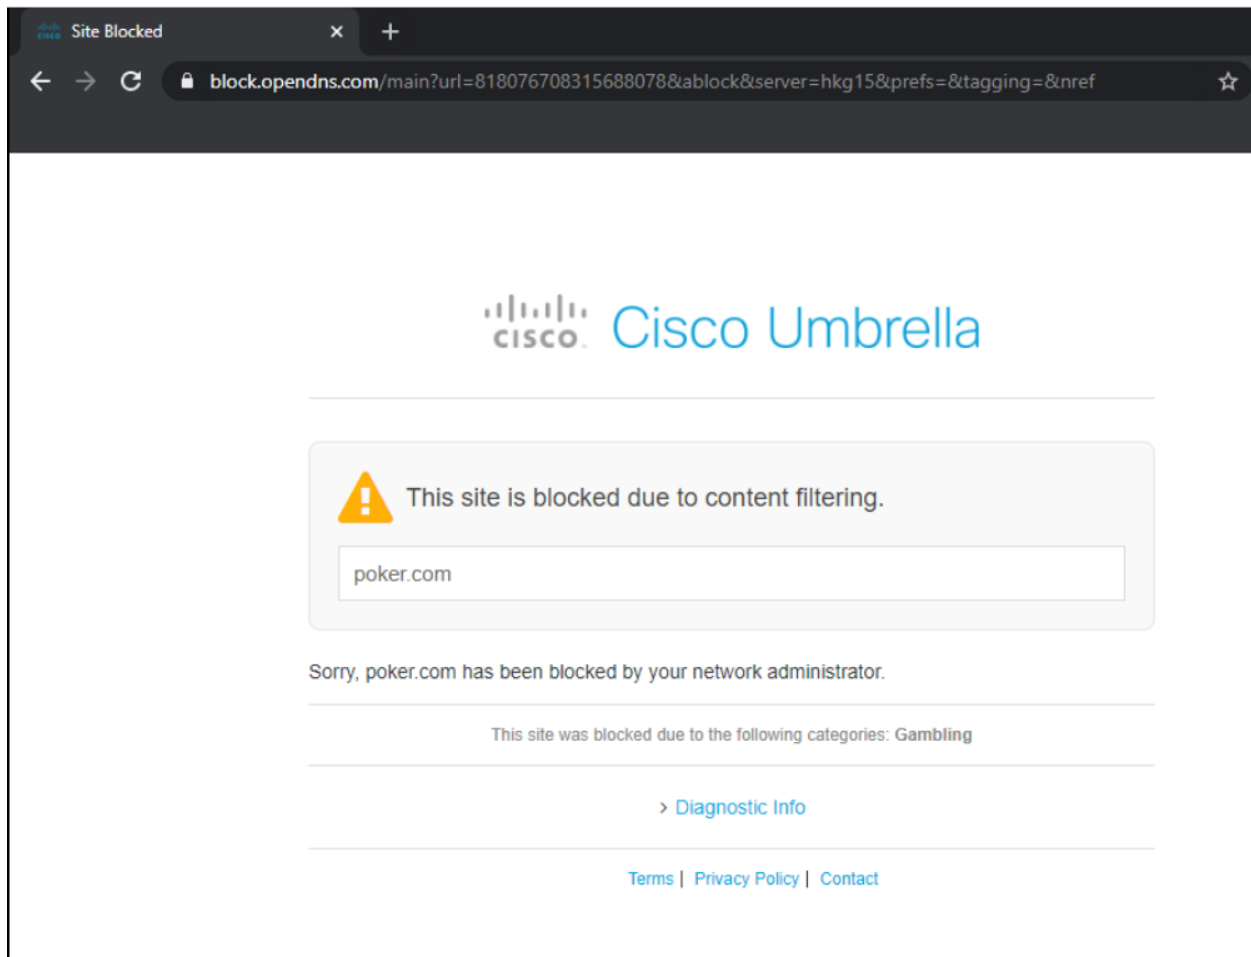 Site Blocked
block.opendns.com/main?url=818076708315688078&ablock&server=hkg15&prefs=&tagging=&nref
cisco Cisco Umbrella
This site is blocked due to content filtering.
poker.com
Sorry, poker.com has been blocked by your network administrator.
This site was blocked due to the following categories: Gambling
> Diagnostic Info
Terms | Privacy Policy | Contact